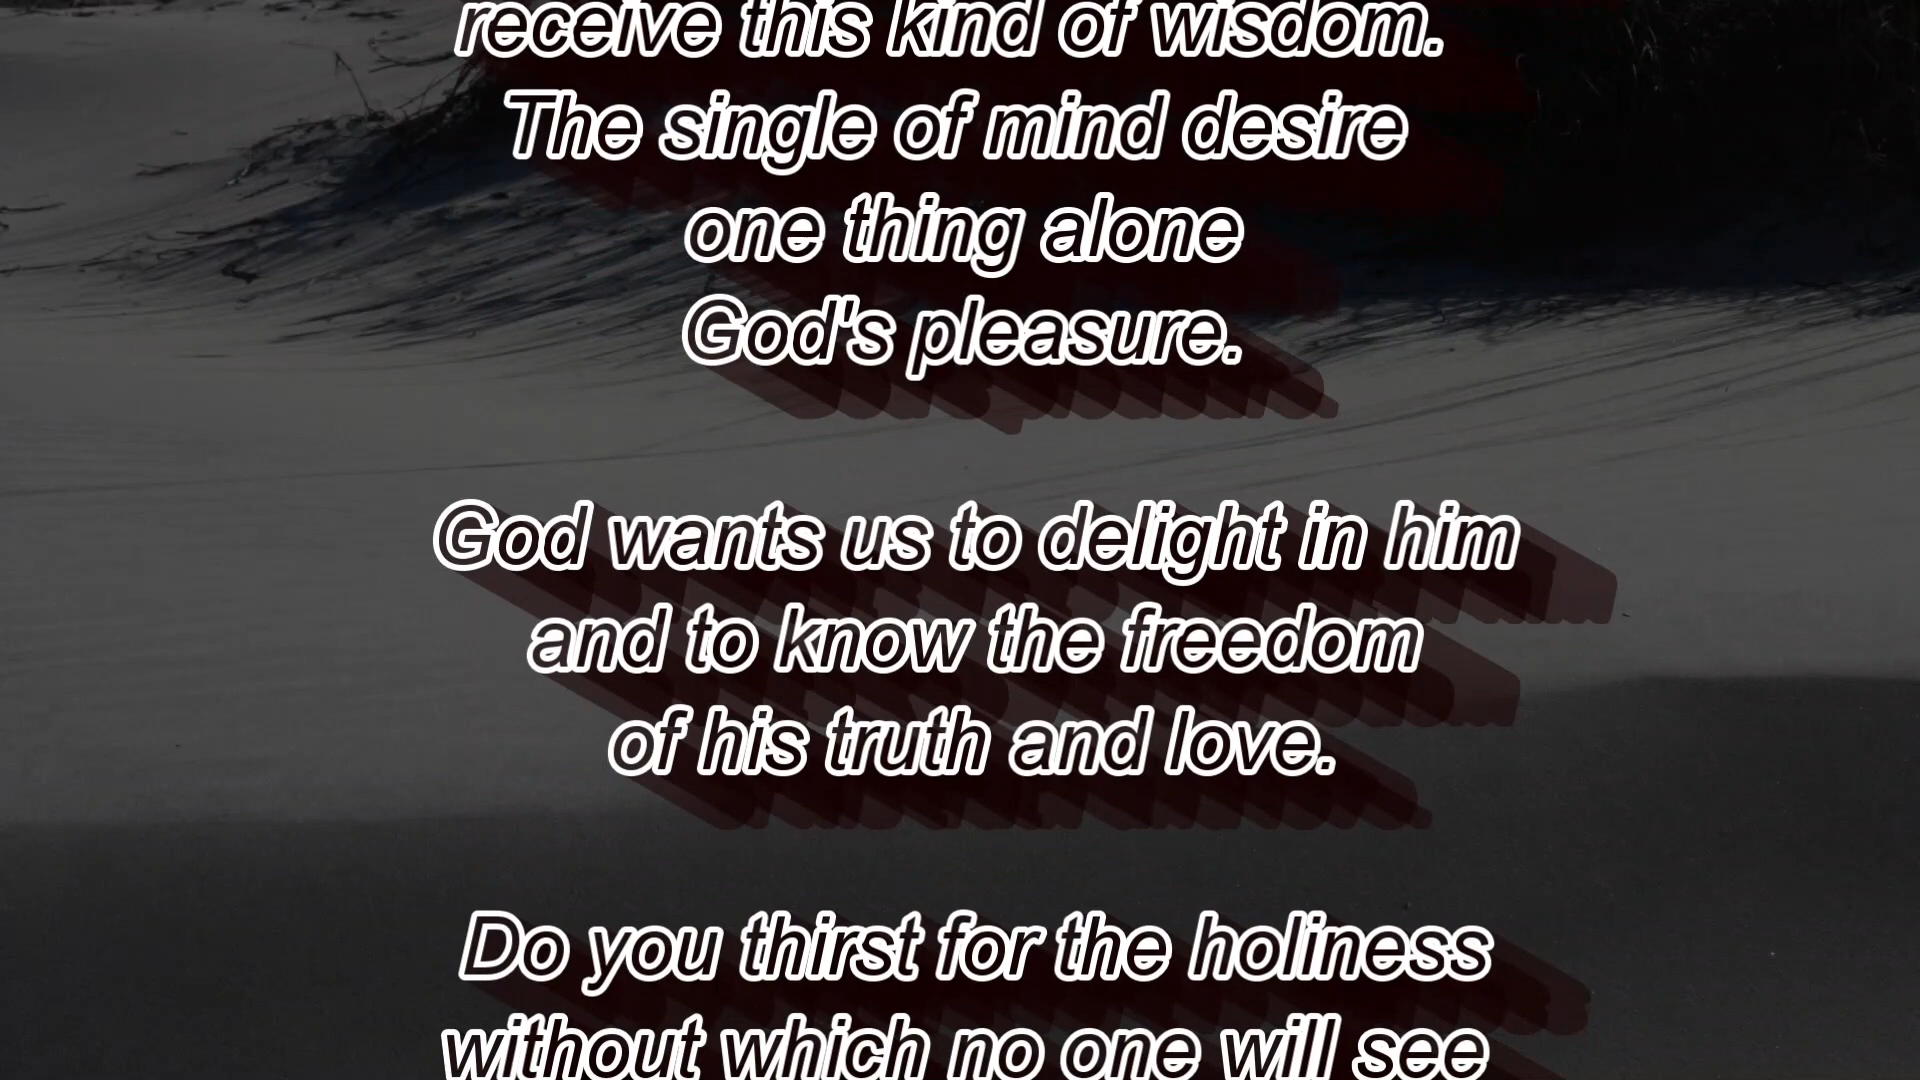 receive this kind of wisdom.
The single of mind desire
one thing alone
God's pleasure.
God wants us to delight in him
and to know the freedom
of his truth and love.
Do you thirst for the holiness
without which no one will see